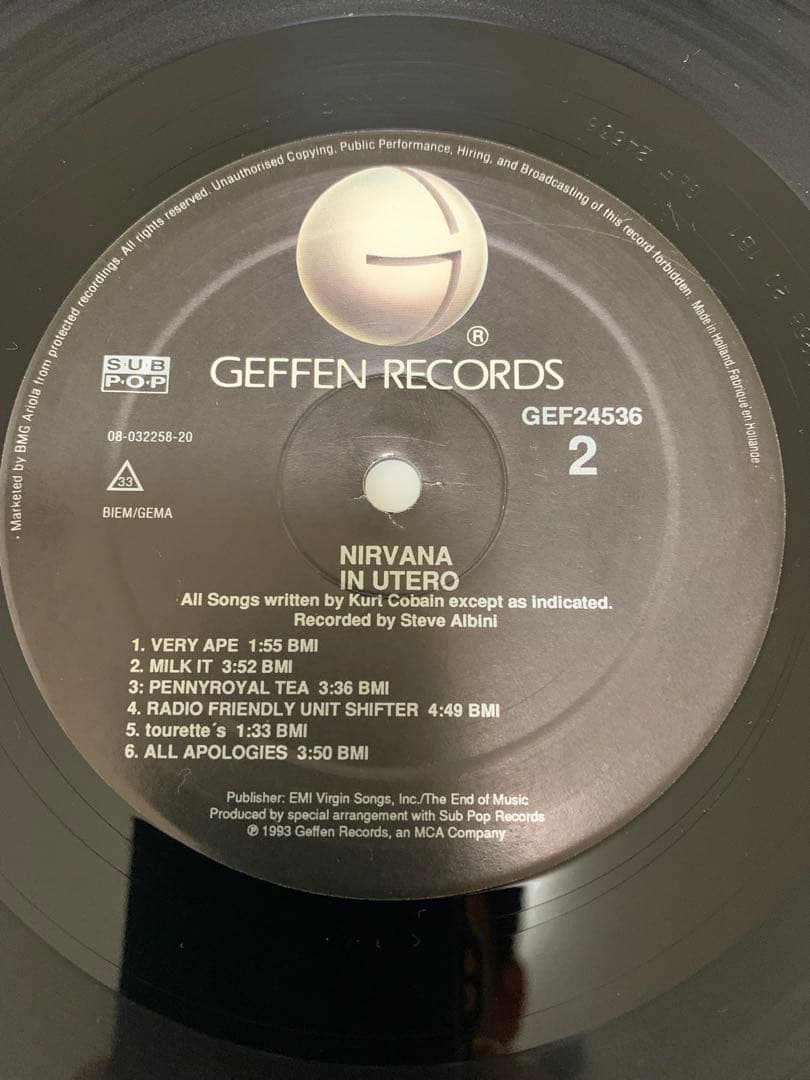 · Marketed by BMG Ariola from protected recordings. All rights reserved. Unauthorised Copying, Public Performance, Hiring, and Broadcasting of this record forbidden. Made in Holland. Fabriqué en Hollande ·
®
GEFFEN RECORDS
SUB
POP
GEF24536
2
08-032258-20
33
BIEM/GEMA
NIRVANA
IN UTERO
All Songs written by Kurt Cobain except as indicated.
Recorded by Steve Albini
1. VERY APE 1:55 BMI
2. MILK IT 3:52 BMI
3: PENNYROYAL TEA 3:36 BMI
4. RADIO FRIENDLY UNIT SHIFTER 4:49 BMI
5. tourette´s 1:33 BMI
6. ALL APOLOGIES 3:50 BMI
Publisher: EMI Virgin Songs, Inc./The End of Music
Produced by special arrangement with Sub Pop Records
℗ 1993 Geffen Records, an MCA Company